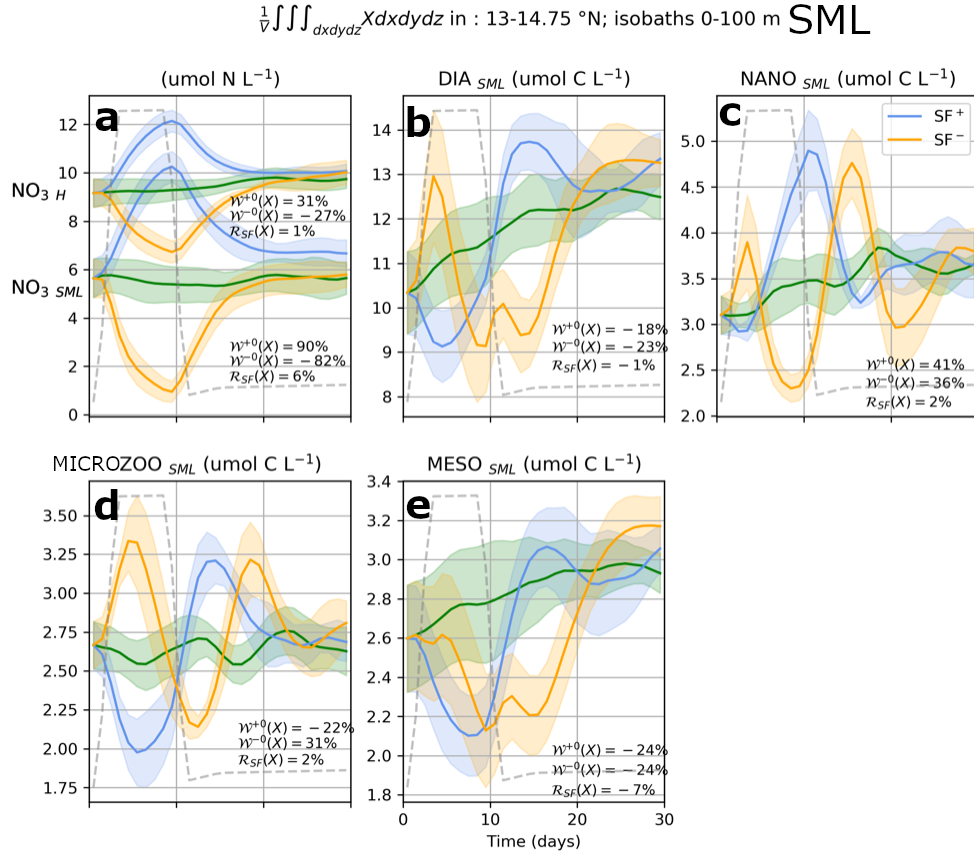 1/V ∫∫∫dxdydz Xdxdydz in : 13-14.75 °N; isobaths 0-100 m SML
(umol N L⁻¹)
a
12
10
8
6
4
2
0
NO₃ H
NO₃ SML
𝒲⁺⁰(X) = 31%
𝒲⁻⁰(X) = −27%
ℛSF(X) = 1%
𝒲⁺⁰(X) = 90%
𝒲⁻⁰(X) = −82%
ℛSF(X) = 6%
DIA SML (umol C L⁻¹)
b
14
13
12
11
10
9
8
𝒲⁺⁰(X) = −18%
𝒲⁻⁰(X) = −23%
ℛSF(X) = −1%
NANO SML (umol C L⁻¹)
c
SF⁺
SF⁻
5.0
4.5
4.0
3.5
3.0
2.5
2.0
𝒲⁺⁰(X) = 41%
𝒲⁻⁰(X) = 36%
ℛSF(X) = 2%
MICROZOO SML (umol C L⁻¹)
d
3.50
3.25
3.00
2.75
2.50
2.25
2.00
1.75
𝒲⁺⁰(X) = −22%
𝒲⁻⁰(X) = 31%
ℛSF(X) = 2%
MESO SML (umol C L⁻¹)
e
3.4
3.2
3.0
2.8
2.6
2.4
2.2
2.0
1.8
𝒲⁺⁰(X) = −24%
𝒲⁻⁰(X) = −24%
ℛSF(X) = −7%
0 10 20 30
Time (days)